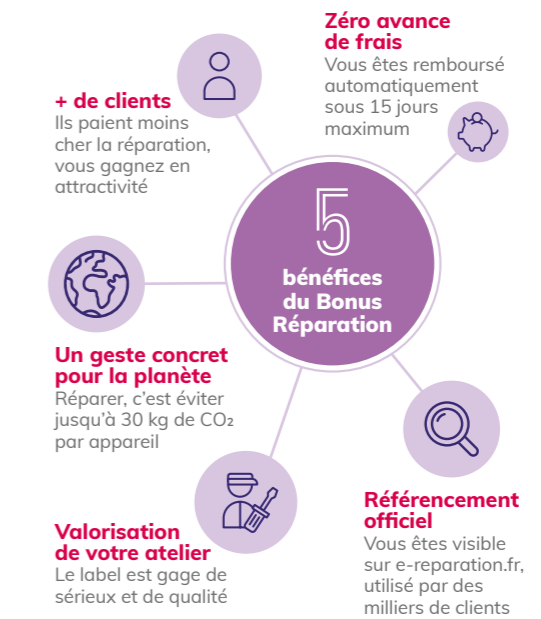 5
bénéfices
du Bonus
Réparation
+ de clients
Ils paient moins
cher la réparation,
vous gagnez en
attractivité
Zéro avance
de frais
Vous êtes remboursé
automatiquement
sous 15 jours
maximum
Un geste concret
pour la planète
Réparer, c’est éviter
jusqu’à 30 kg de CO₂
par appareil
Référencement
officiel
Vous êtes visible
sur e-reparation.fr,
utilisé par des
milliers de clients
Valorisation
de votre atelier
Le label est gage de
sérieux et de qualité